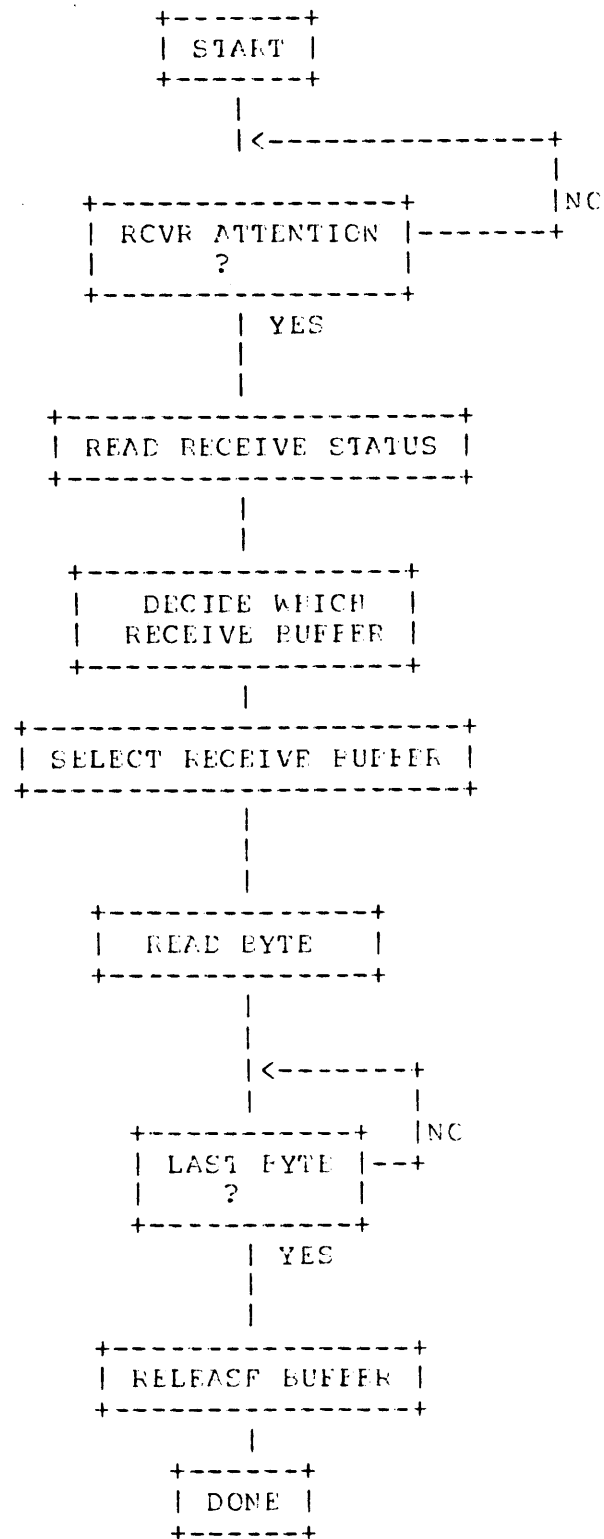 START
NO
RCVR ATTENTION
?
YES
READ RECEIVE STATUS
DECIDE WHICH
RECEIVE BUFFER
SELECT RECEIVE BUFFER
READ BYTE
NO
LAST BYTE
?
YES
RELEASE BUFFER
DONE